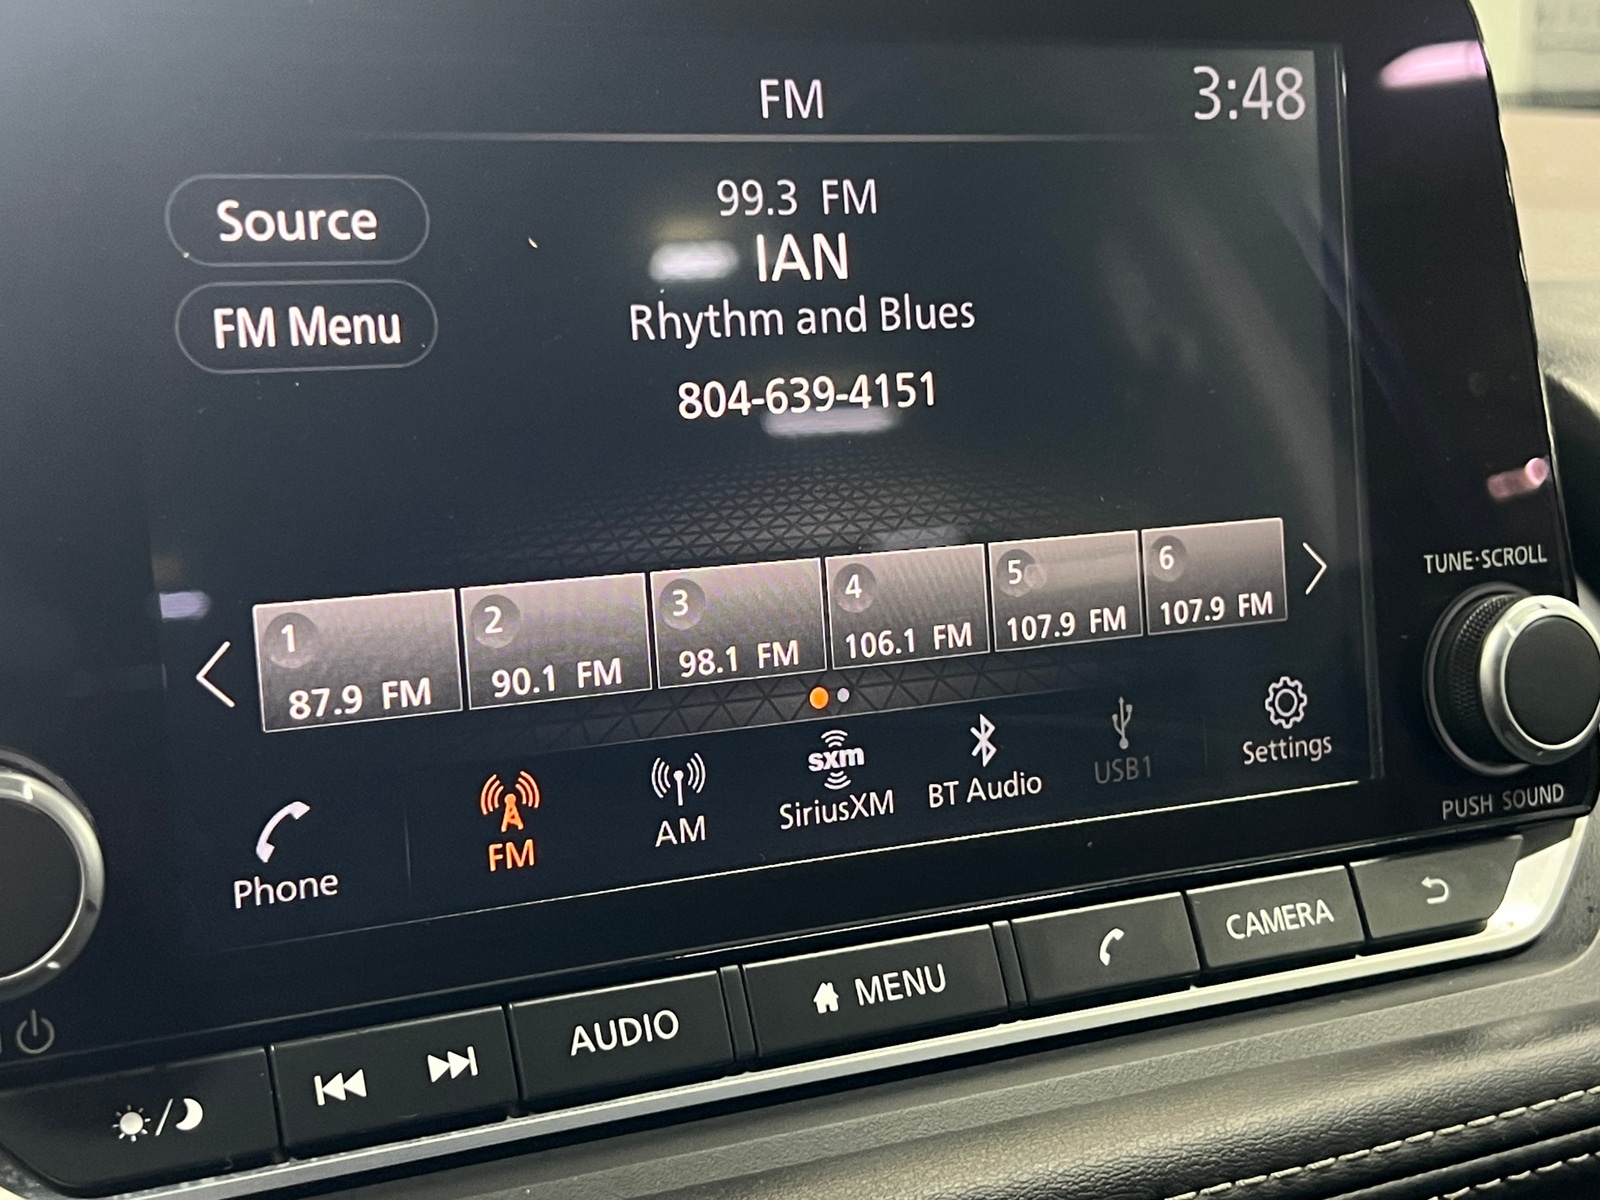 FM
3:48
Source
FM Menu
99.3 FM
IAN
Rhythm and Blues
804-639-4151
1
87.9 FM
2
90.1 FM
3
98.1 FM
4
106.1 FM
5
107.9 FM
6
107.9 FM
Phone
FM
AM
sxm
SiriusXM
BT Audio
USB1
Settings
TUNE·SCROLL
PUSH SOUND
AUDIO
MENU
CAMERA